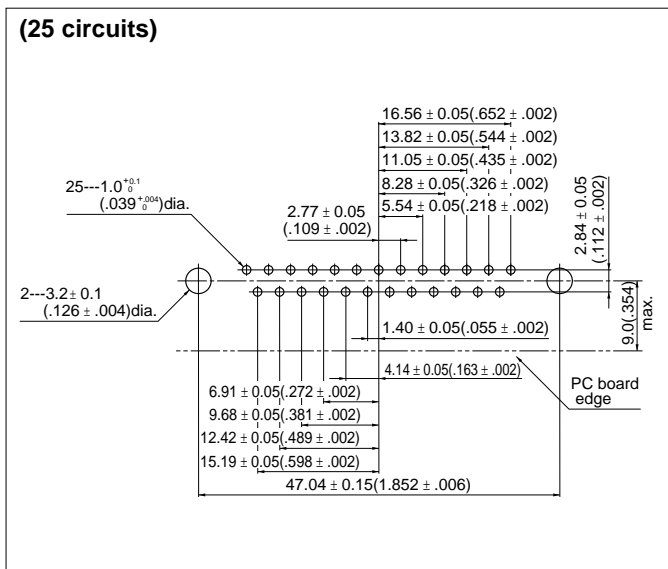 (25 circuits)
16.56 ± 0.05(.652 ± .002)
13.82 ± 0.05(.544 ± .002)
11.05 ± 0.05(.435 ± .002)
8.28 ± 0.05(.326 ± .002)
5.54 ± 0.05(.218 ± .002)
25---1.0 +0.1 0
(.039 +.004 0)dia.
2.77 ± 0.05
(.109 ± .002)
2.84 ± 0.05
(.112 ± .002)
2---3.2 ± 0.1
(.126 ± .004)dia.
9.0(.354)
max.
1.40 ± 0.05(.055 ± .002)
4.14 ± 0.05(.163 ± .002)
PC board
edge
6.91 ± 0.05(.272 ± .002)
9.68 ± 0.05(.381 ± .002)
12.42 ± 0.05(.489 ± .002)
15.19 ± 0.05(.598 ± .002)
47.04 ± 0.15(1.852 ± .006)